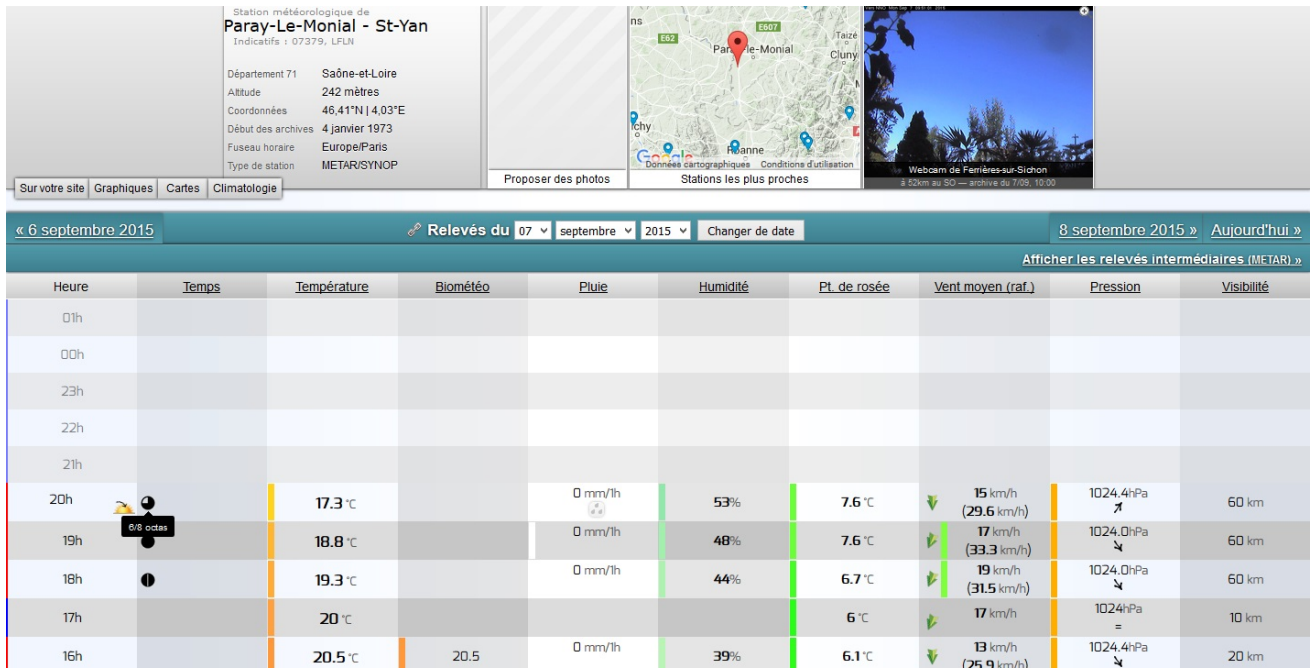 Station météorologique de
Paray-Le-Monial - St-Yan
Indicatifs : 07379, LFLN
Département 71 Saône-et-Loire
Altitude 242 mètres
Coordonnées 46,41°N | 4,03°E
Début des archives 4 janvier 1973
Fuseau horaire Europe/Paris
Type de station METAR/SYNOP
Sur votre site Graphiques Cartes Climatologie
Proposer des photos
ns
E62
E607
Taizé
Cluny
Paray-le-Monial
ichy
Roanne
Google
Données cartographiques Conditions d'utilisation
Stations les plus proches
Webcam de Ferrières-sur-Sichon
à 52km au SO — archive du 7/09, 10:00
« 6 septembre 2015 Relevés du 07 septembre 2015 Changer de date 8 septembre 2015 » Aujourd'hui »
Afficher les relevés intermédiaires (METAR) »
Heure Temps Température Biométéo Pluie Humidité Pt. de rosée Vent moyen (raf.) Pression Visibilité
01h
00h
23h
22h
21h
20h 17.3 °C 0 mm/1h 53% 7.6 °C 15 km/h (29.6 km/h) 1024.4hPa 60 km
6/8 octas
19h 18.8 °C 0 mm/1h 48% 7.6 °C 17 km/h (33.3 km/h) 1024.0hPa 60 km
18h 19.3 °C 0 mm/1h 44% 6.7 °C 19 km/h (31.5 km/h) 1024.0hPa 60 km
17h 20 °C 6 °C 17 km/h 1024hPa = 10 km
16h 20.5 °C 20.5 0 mm/1h 39% 6.1 °C 13 km/h (25.9 km/h) 1024.4hPa 20 km